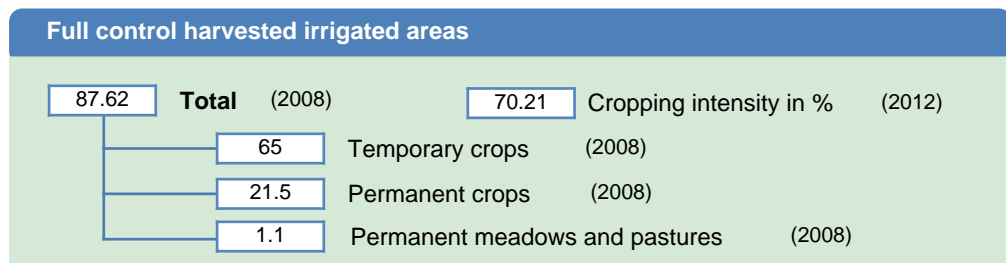 Full control harvested irrigated areas
87.62 Total (2008) 70.21 Cropping intensity in % (2012)
65 Temporary crops (2008)
21.5 Permanent crops (2008)
1.1 Permanent meadows and pastures (2008)